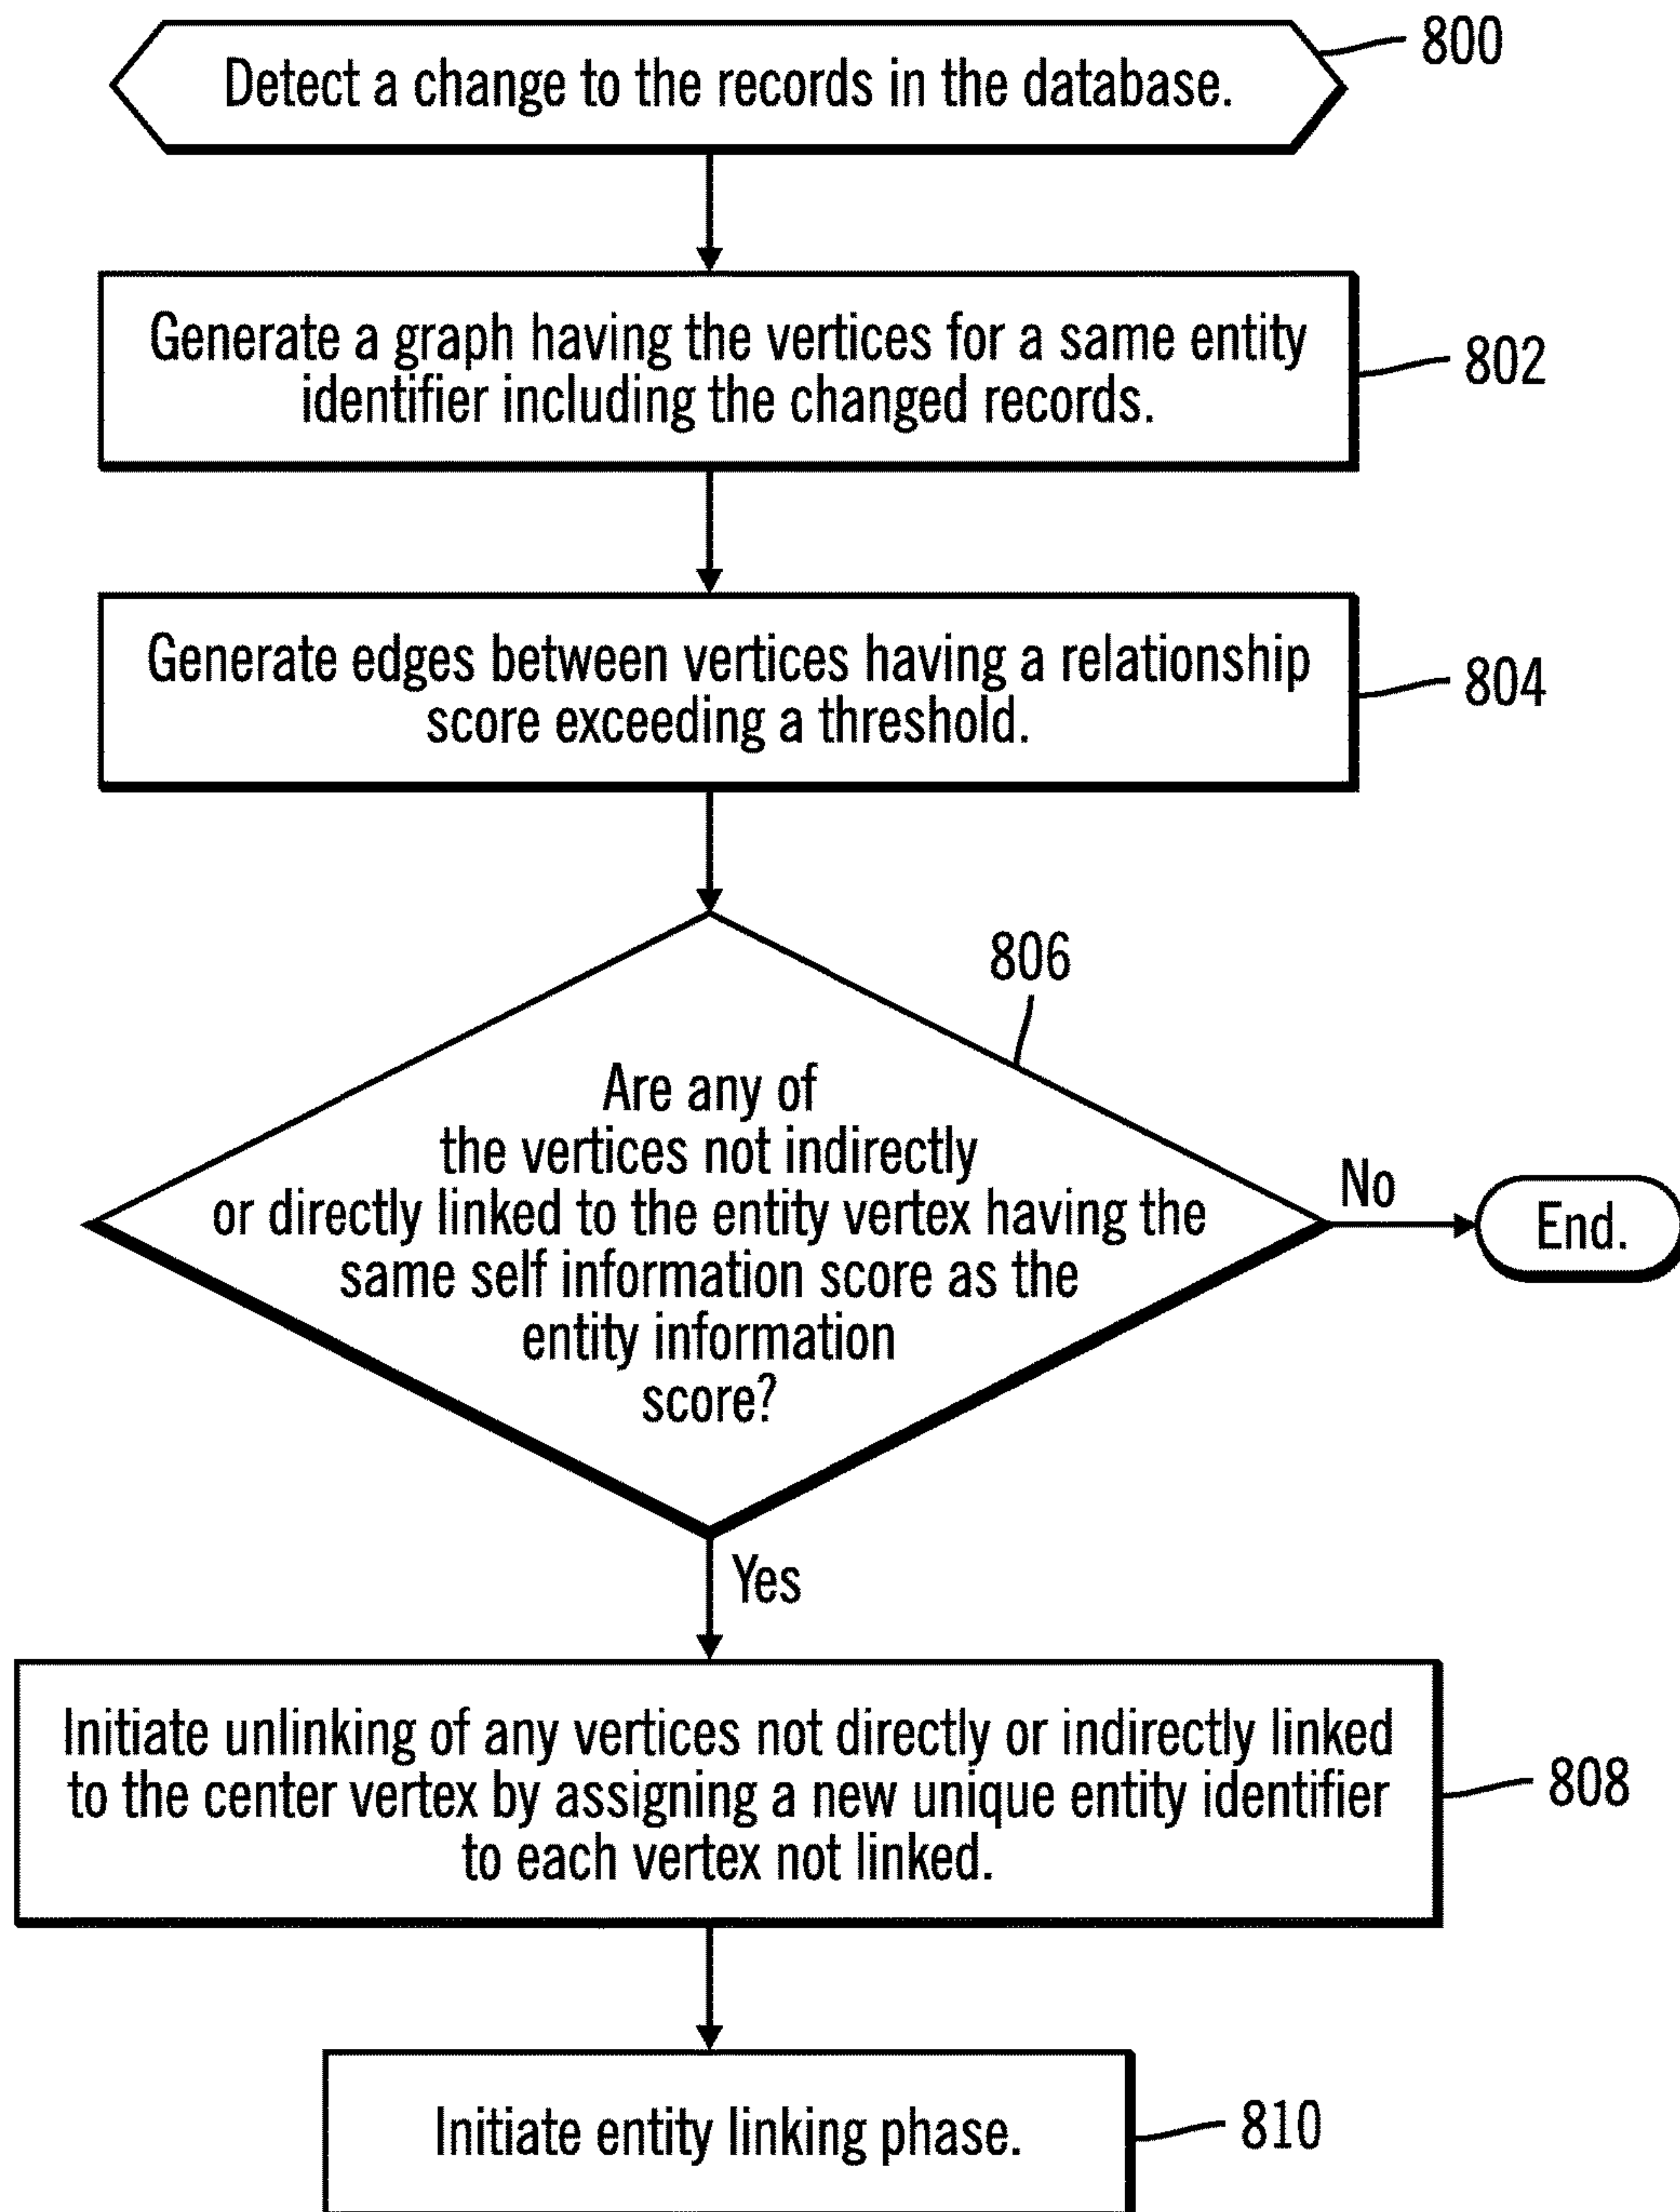 Detect a change to the records in the database.
800
Generate a graph having the vertices for a same entity
identifier including the changed records.
802
Generate edges between vertices having a relationship
score exceeding a threshold.
804
806
Are any of
the vertices not indirectly
or directly linked to the entity vertex having the
same self information score as the
entity information
score?
No
End.
Yes
Initiate unlinking of any vertices not directly or indirectly linked
to the center vertex by assigning a new unique entity identifier
to each vertex not linked.
808
Initiate entity linking phase.
810